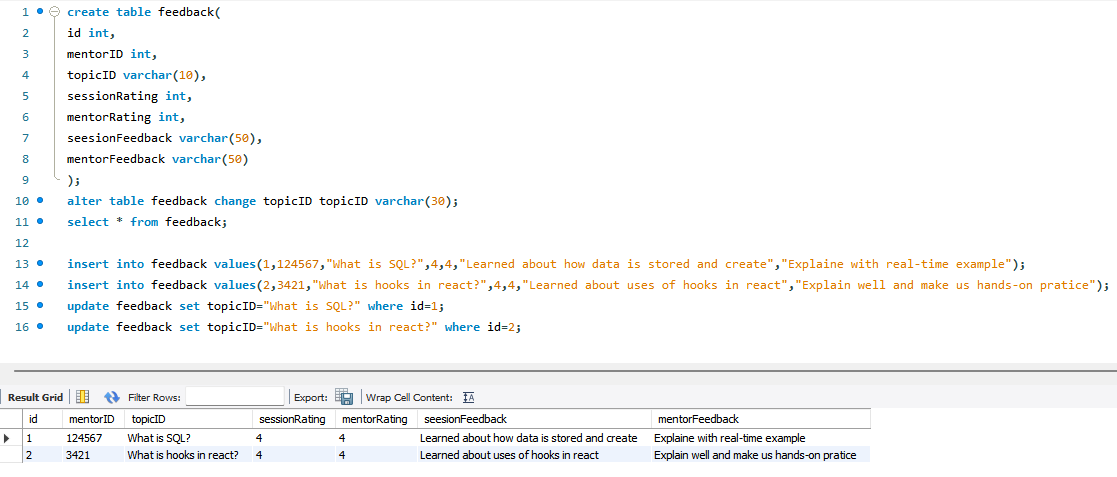 1 create table feedback(
2 id int,
3 mentorID int,
4 topicID varchar(10),
5 sessionRating int,
6 mentorRating int,
7 seesionFeedback varchar(50),
8 mentorFeedback varchar(50)
9 );
10 alter table feedback change topicID topicID varchar(30);
11 select * from feedback;
12
13 insert into feedback values(1,124567,"What is SQL?",4,4,"Learned about how data is stored and create","Explaine with real-time example");
14 insert into feedback values(2,3421,"What is hooks in react?",4,4,"Learned about uses of hooks in react","Explain well and make us hands-on pratice");
15 update feedback set topicID="What is SQL?" where id=1;
16 update feedback set topicID="What is hooks in react?" where id=2;
Result Grid Filter Rows: Export: Wrap Cell Content: IA
id mentorID topicID sessionRating mentorRating seesionFeedback mentorFeedback
1 124567 What is SQL? 4 4 Learned about how data is stored and create Explaine with real-time example
2 3421 What is hooks in react? 4 4 Learned about uses of hooks in react Explain well and make us hands-on pratice